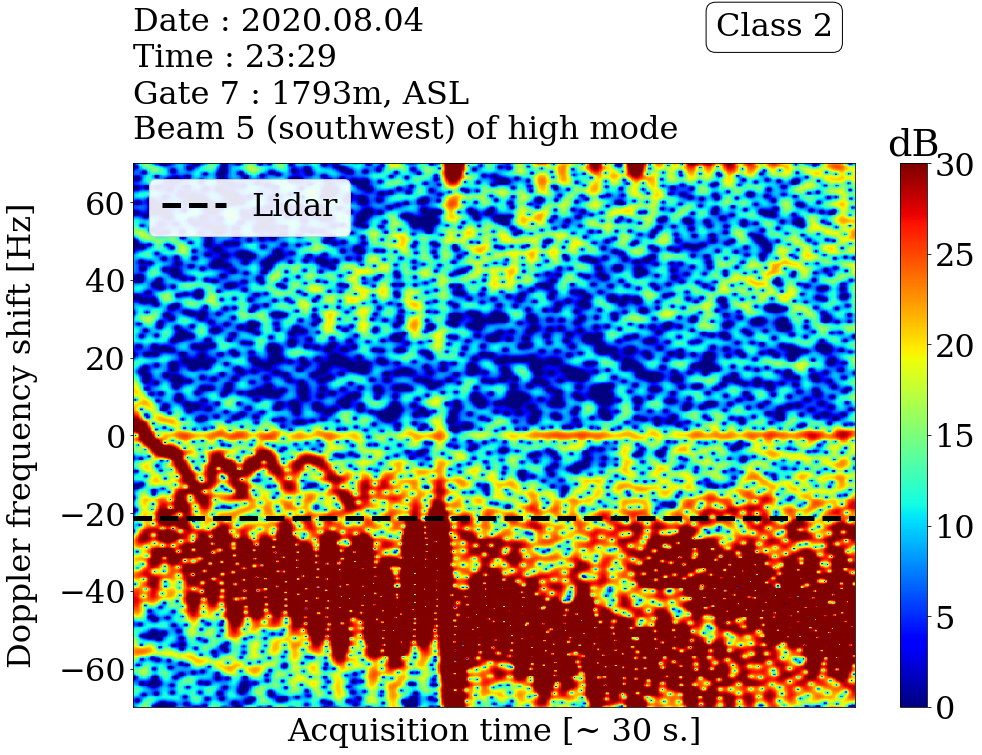 Date : 2020.08.04
Time : 23:29
Gate 7 : 1793m, ASL
Beam 5 (southwest) of high mode
Class 2
dB
Lidar
Doppler frequency shift [Hz]
60
40
20
0
−20
−40
−60
Acquisition time [~ 30 s.]
30
25
20
15
10
5
0